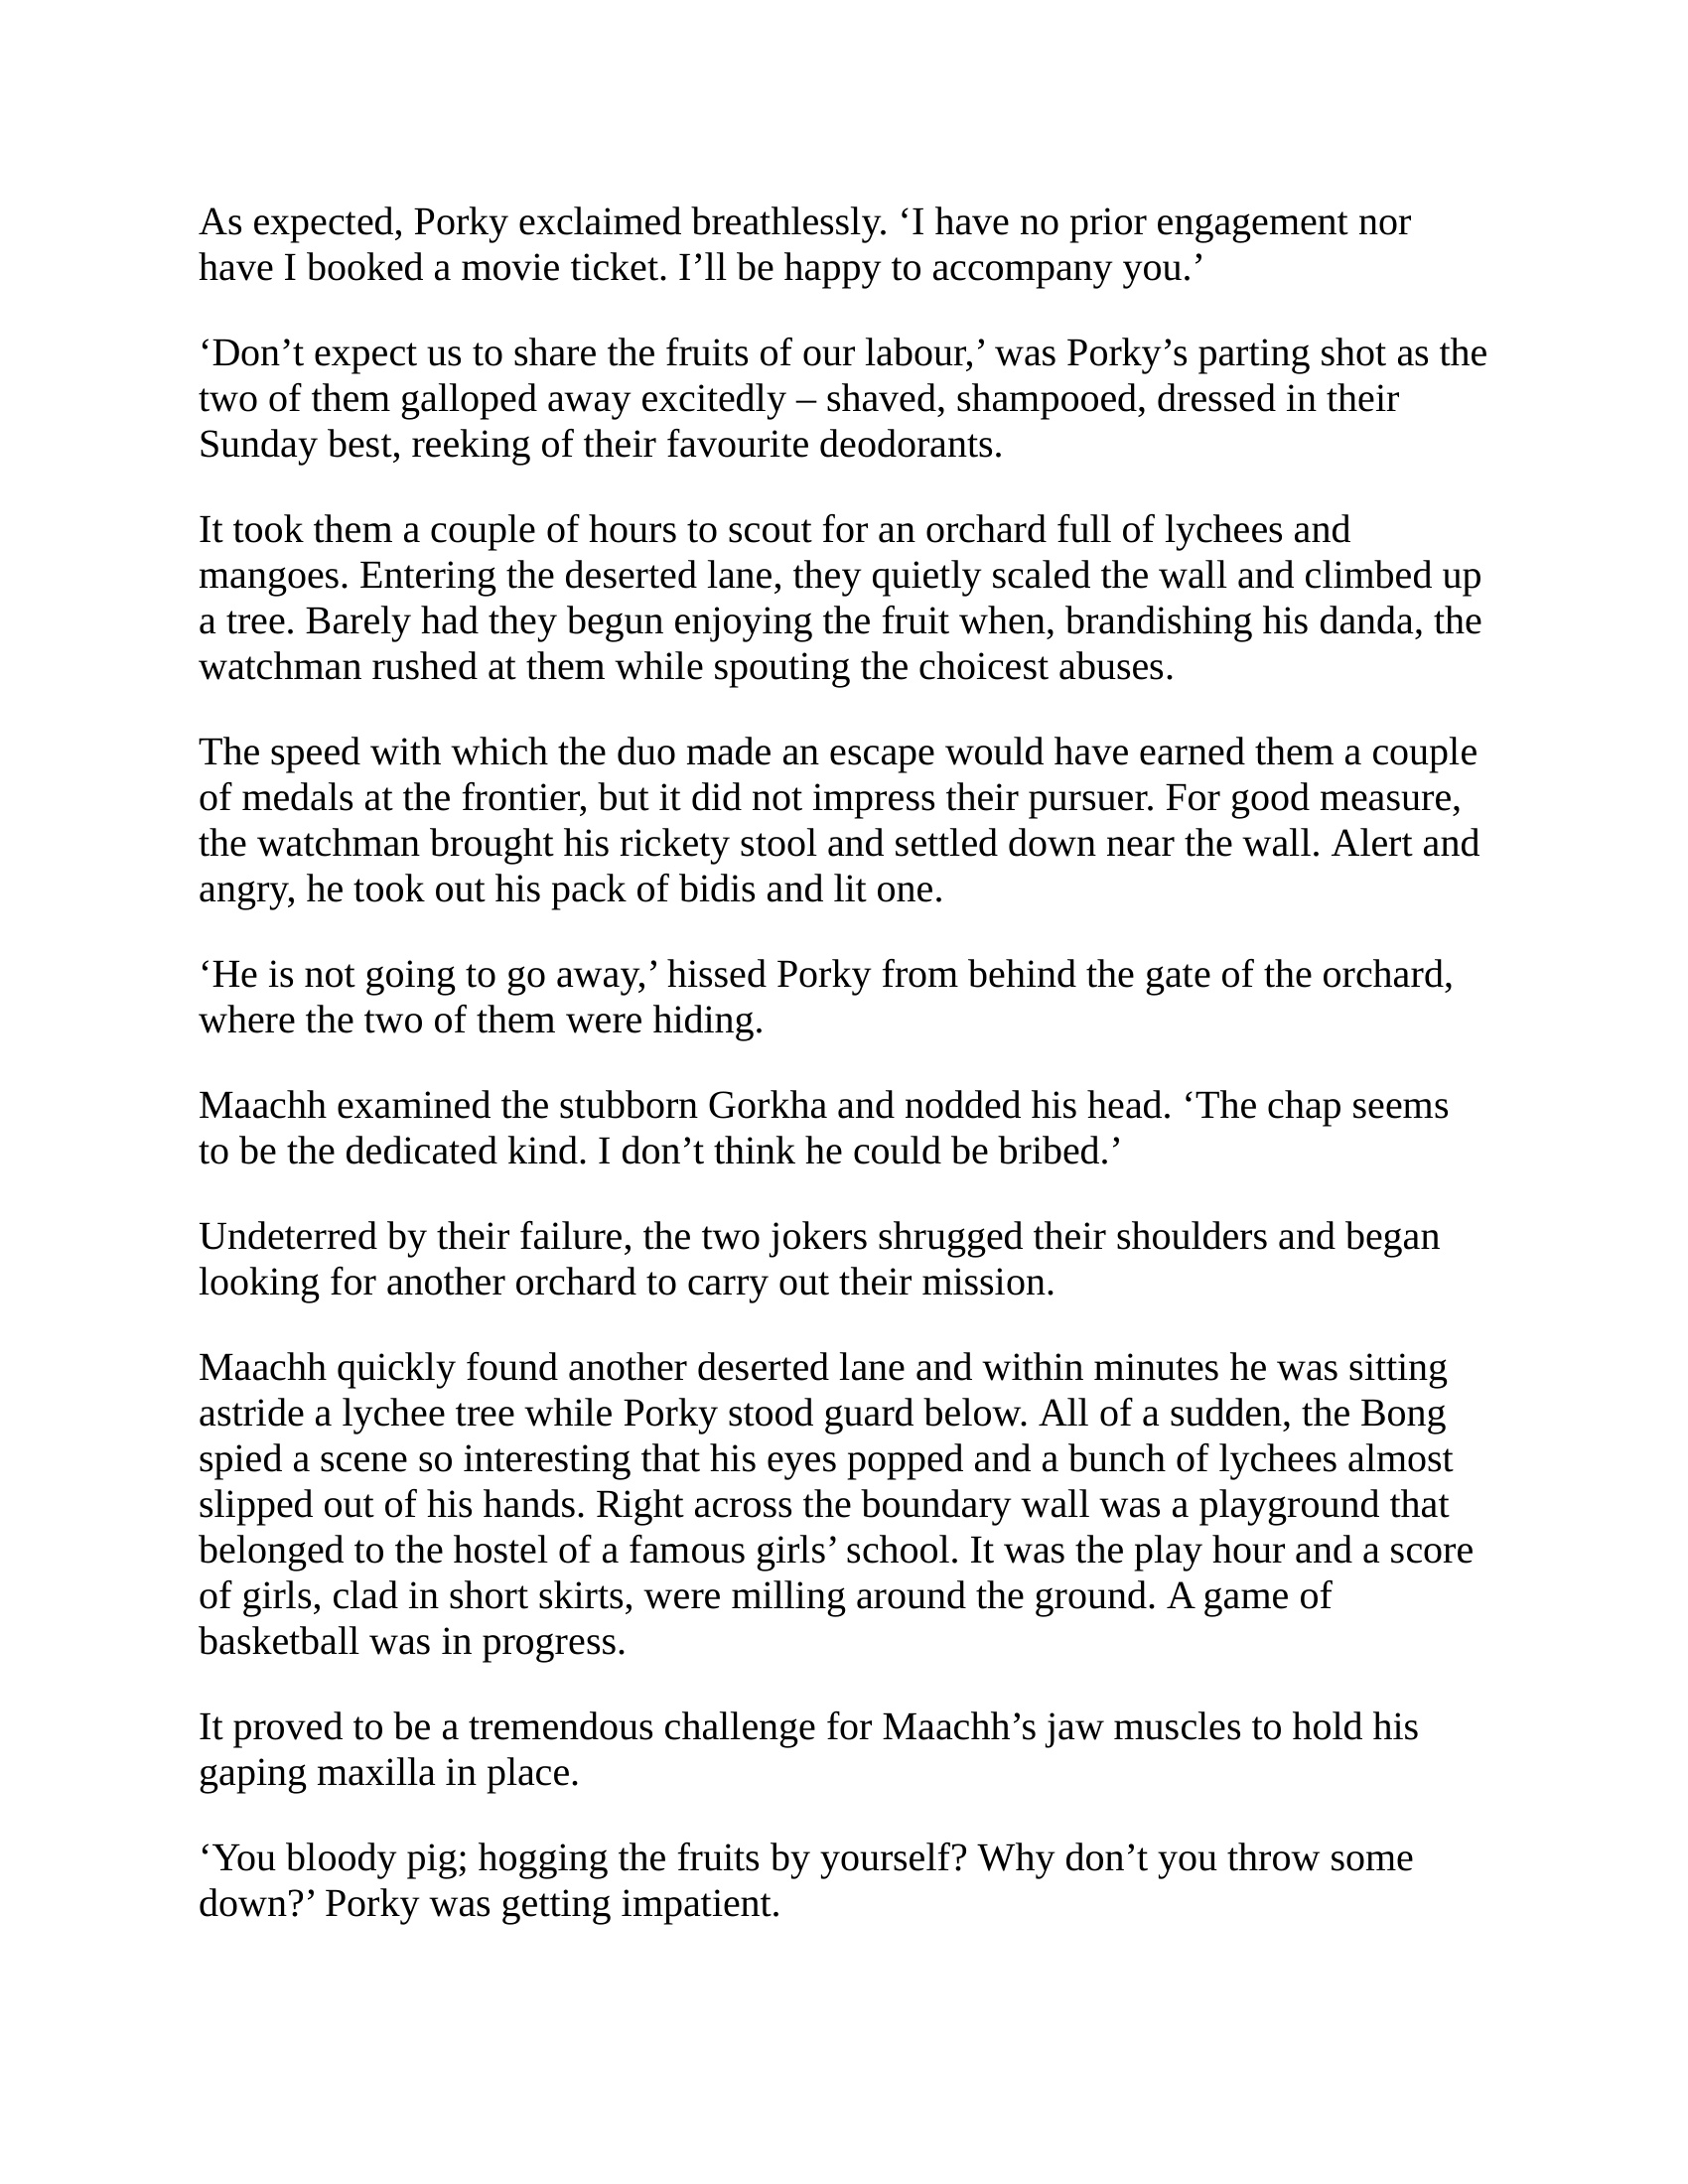 As expected, Porky exclaimed breathlessly. ‘I have no prior engagement nor
have I booked a movie ticket. I’ll be happy to accompany you.’
‘Don’t expect us to share the fruits of our labour,’ was Porky’s parting shot as the
two of them galloped away excitedly – shaved, shampooed, dressed in their
Sunday best, reeking of their favourite deodorants.
It took them a couple of hours to scout for an orchard full of lychees and
mangoes. Entering the deserted lane, they quietly scaled the wall and climbed up
a tree. Barely had they begun enjoying the fruit when, brandishing his danda, the
watchman rushed at them while spouting the choicest abuses.
The speed with which the duo made an escape would have earned them a couple
of medals at the frontier, but it did not impress their pursuer. For good measure,
the watchman brought his rickety stool and settled down near the wall. Alert and
angry, he took out his pack of bidis and lit one.
‘He is not going to go away,’ hissed Porky from behind the gate of the orchard,
where the two of them were hiding.
Maachh examined the stubborn Gorkha and nodded his head. ‘The chap seems
to be the dedicated kind. I don’t think he could be bribed.’
Undeterred by their failure, the two jokers shrugged their shoulders and began
looking for another orchard to carry out their mission.
Maachh quickly found another deserted lane and within minutes he was sitting
astride a lychee tree while Porky stood guard below. All of a sudden, the Bong
spied a scene so interesting that his eyes popped and a bunch of lychees almost
slipped out of his hands. Right across the boundary wall was a playground that
belonged to the hostel of a famous girls’ school. It was the play hour and a score
of girls, clad in short skirts, were milling around the ground. A game of
basketball was in progress.
It proved to be a tremendous challenge for Maachh’s jaw muscles to hold his
gaping maxilla in place.
‘You bloody pig; hogging the fruits by yourself? Why don’t you throw some
down?’ Porky was getting impatient.